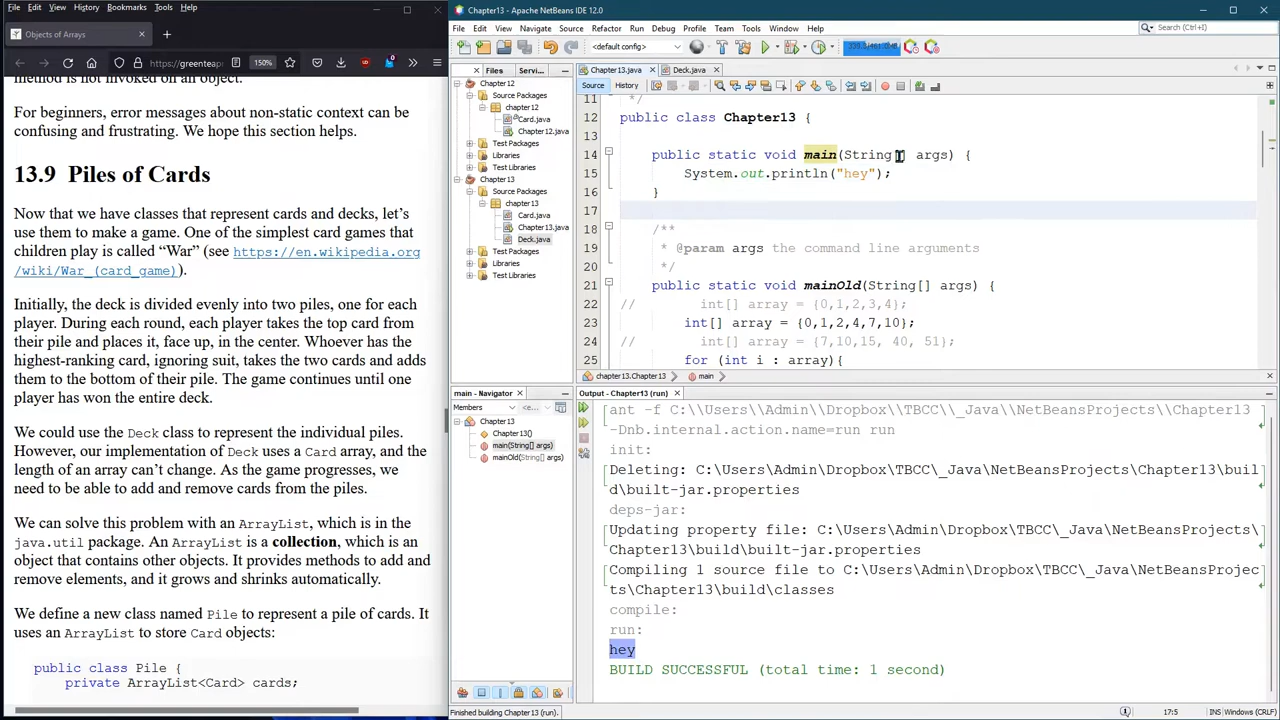 File Edit View History Bookmarks Tools Help
Objects of Arrays
https://greenteap
150%
method is not invoked on an object.
For beginners, error messages about non-static context can be
confusing and frustrating. We hope this section helps.
13.9 Piles of Cards
Now that we have classes that represent cards and decks, let’s
use them to make a game. One of the simplest card games that
children play is called “War” (see https://en.wikipedia.org
/wiki/War_(card_game)).
Initially, the deck is divided evenly into two piles, one for each
player. During each round, each player takes the top card from
their pile and places it, face up, in the center. Whoever has the
highest-ranking card, ignoring suit, takes the two cards and adds
them to the bottom of their pile. The game continues until one
player has won the entire deck.
We could use the Deck class to represent the individual piles.
However, our implementation of Deck uses a Card array, and the
length of an array can’t change. As the game progresses, we
need to be able to add and remove cards from the piles.
We can solve this problem with an ArrayList, which is in the
java.util package. An ArrayList is a collection, which is an
object that contains other objects. It provides methods to add and
remove elements, and it grows and shrinks automatically.
We define a new class named Pile to represent a pile of cards. It
uses an ArrayList to store Card objects:
public class Pile {
private ArrayList<Card> cards;
Chapter13 - Apache NetBeans IDE 12.0
File Edit View Navigate Source Refactor Run Debug Profile Team Tools Window Help
Search (Ctrl+I)
<default config>
Files
Servi...
Chapter12
Source Packages
chapter12
Card.java
Chapter12.java
Test Packages
Libraries
Test Libraries
Chapter13
Source Packages
chapter13
Card.java
Chapter13.java
Deck.java
Test Packages
Libraries
Test Libraries
Chapter13.java
Deck.java
Source
History
11 */
12 public class Chapter13 {
13
14 public static void main(String[] args) {
15 System.out.println("hey");
16 }
17
18 /**
19 * @param args the command line arguments
20 */
21 public static void mainOld(String[] args) {
22 // int[] array = {0,1,2,3,4};
23 int[] array = {0,1,2,4,7,10};
24 // int[] array = {7,10,15, 40, 51};
25 for (int i : array){
chapter13.Chapter13
main
main - Navigator
Members
<e...
Chapter13
Chapter13()
main(String[] args)
mainOld(String[] args)
Output - Chapter13 (run)
ant -f C:\\Users\\Admin\\Dropbox\\TBCC\\_Java\\NetBeansProjects\\Chapter13
-Dnb.internal.action.name=run run
init:
Deleting: C:\Users\Admin\Dropbox\TBCC\_Java\NetBeansProjects\Chapter13\buil
d\built-jar.properties
deps-jar:
Updating property file: C:\Users\Admin\Dropbox\TBCC\_Java\NetBeansProjects\
Chapter13\build\built-jar.properties
Compiling 1 source file to C:\Users\Admin\Dropbox\TBCC\_Java\NetBeansProjec
ts\Chapter13\build\classes
compile:
run:
hey
BUILD SUCCESSFUL (total time: 1 second)
Finished building Chapter13 (run).
17:5
INS
Windows (CRLF)